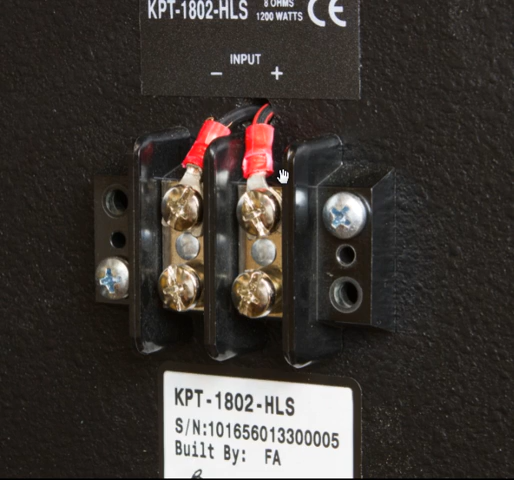 KPT-1802-HLS 8 OHMS 1200 WATTS CE
INPUT
- +
KPT-1802-HLS
S/N:101656013300005
Built By: FA